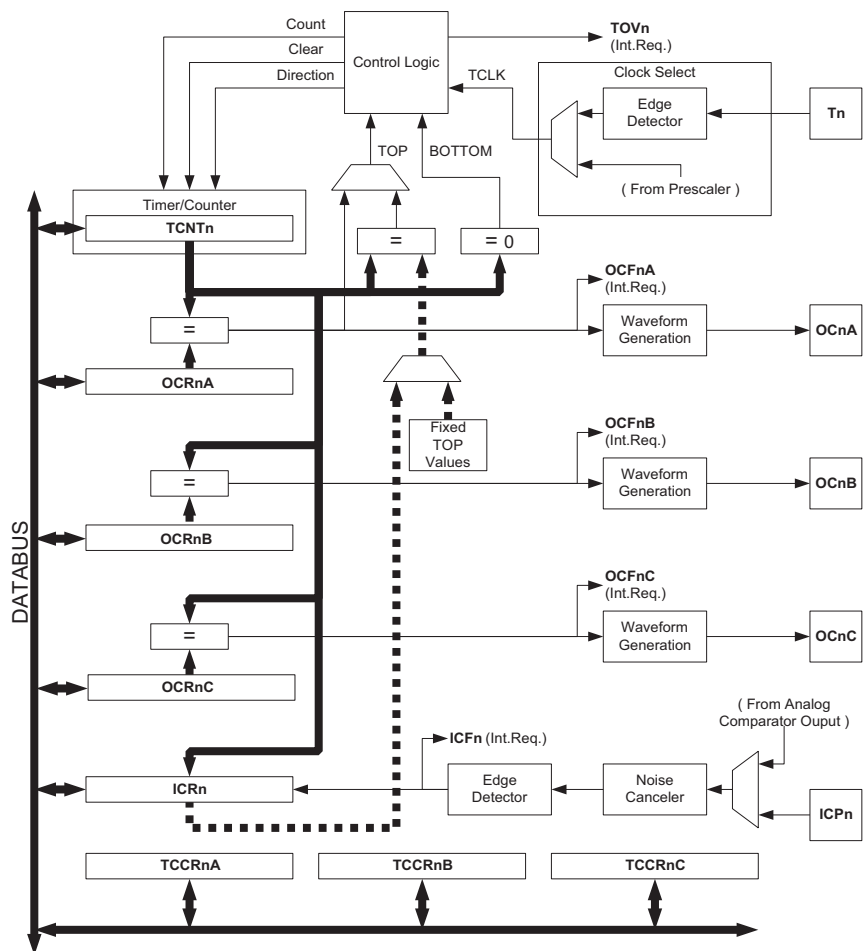 Count
Clear
Direction
Control Logic
TOVn
(Int.Req.)
TCLK
Clock Select
Edge
Detector
Tn
( From Prescaler )
TOP
BOTTOM
Timer/Counter
TCNTn
=
= 0
=
OCRnA
OCFnA
(Int.Req.)
Waveform
Generation
OCnA
Fixed
TOP
Values
=
OCRnB
OCFnB
(Int.Req.)
Waveform
Generation
OCnB
DATABUS
=
OCRnC
OCFnC
(Int.Req.)
Waveform
Generation
OCnC
( From Analog
Comparator Ouput )
ICFn (Int.Req.)
ICRn
Edge
Detector
Noise
Canceler
ICPn
TCCRnA
TCCRnB
TCCRnC